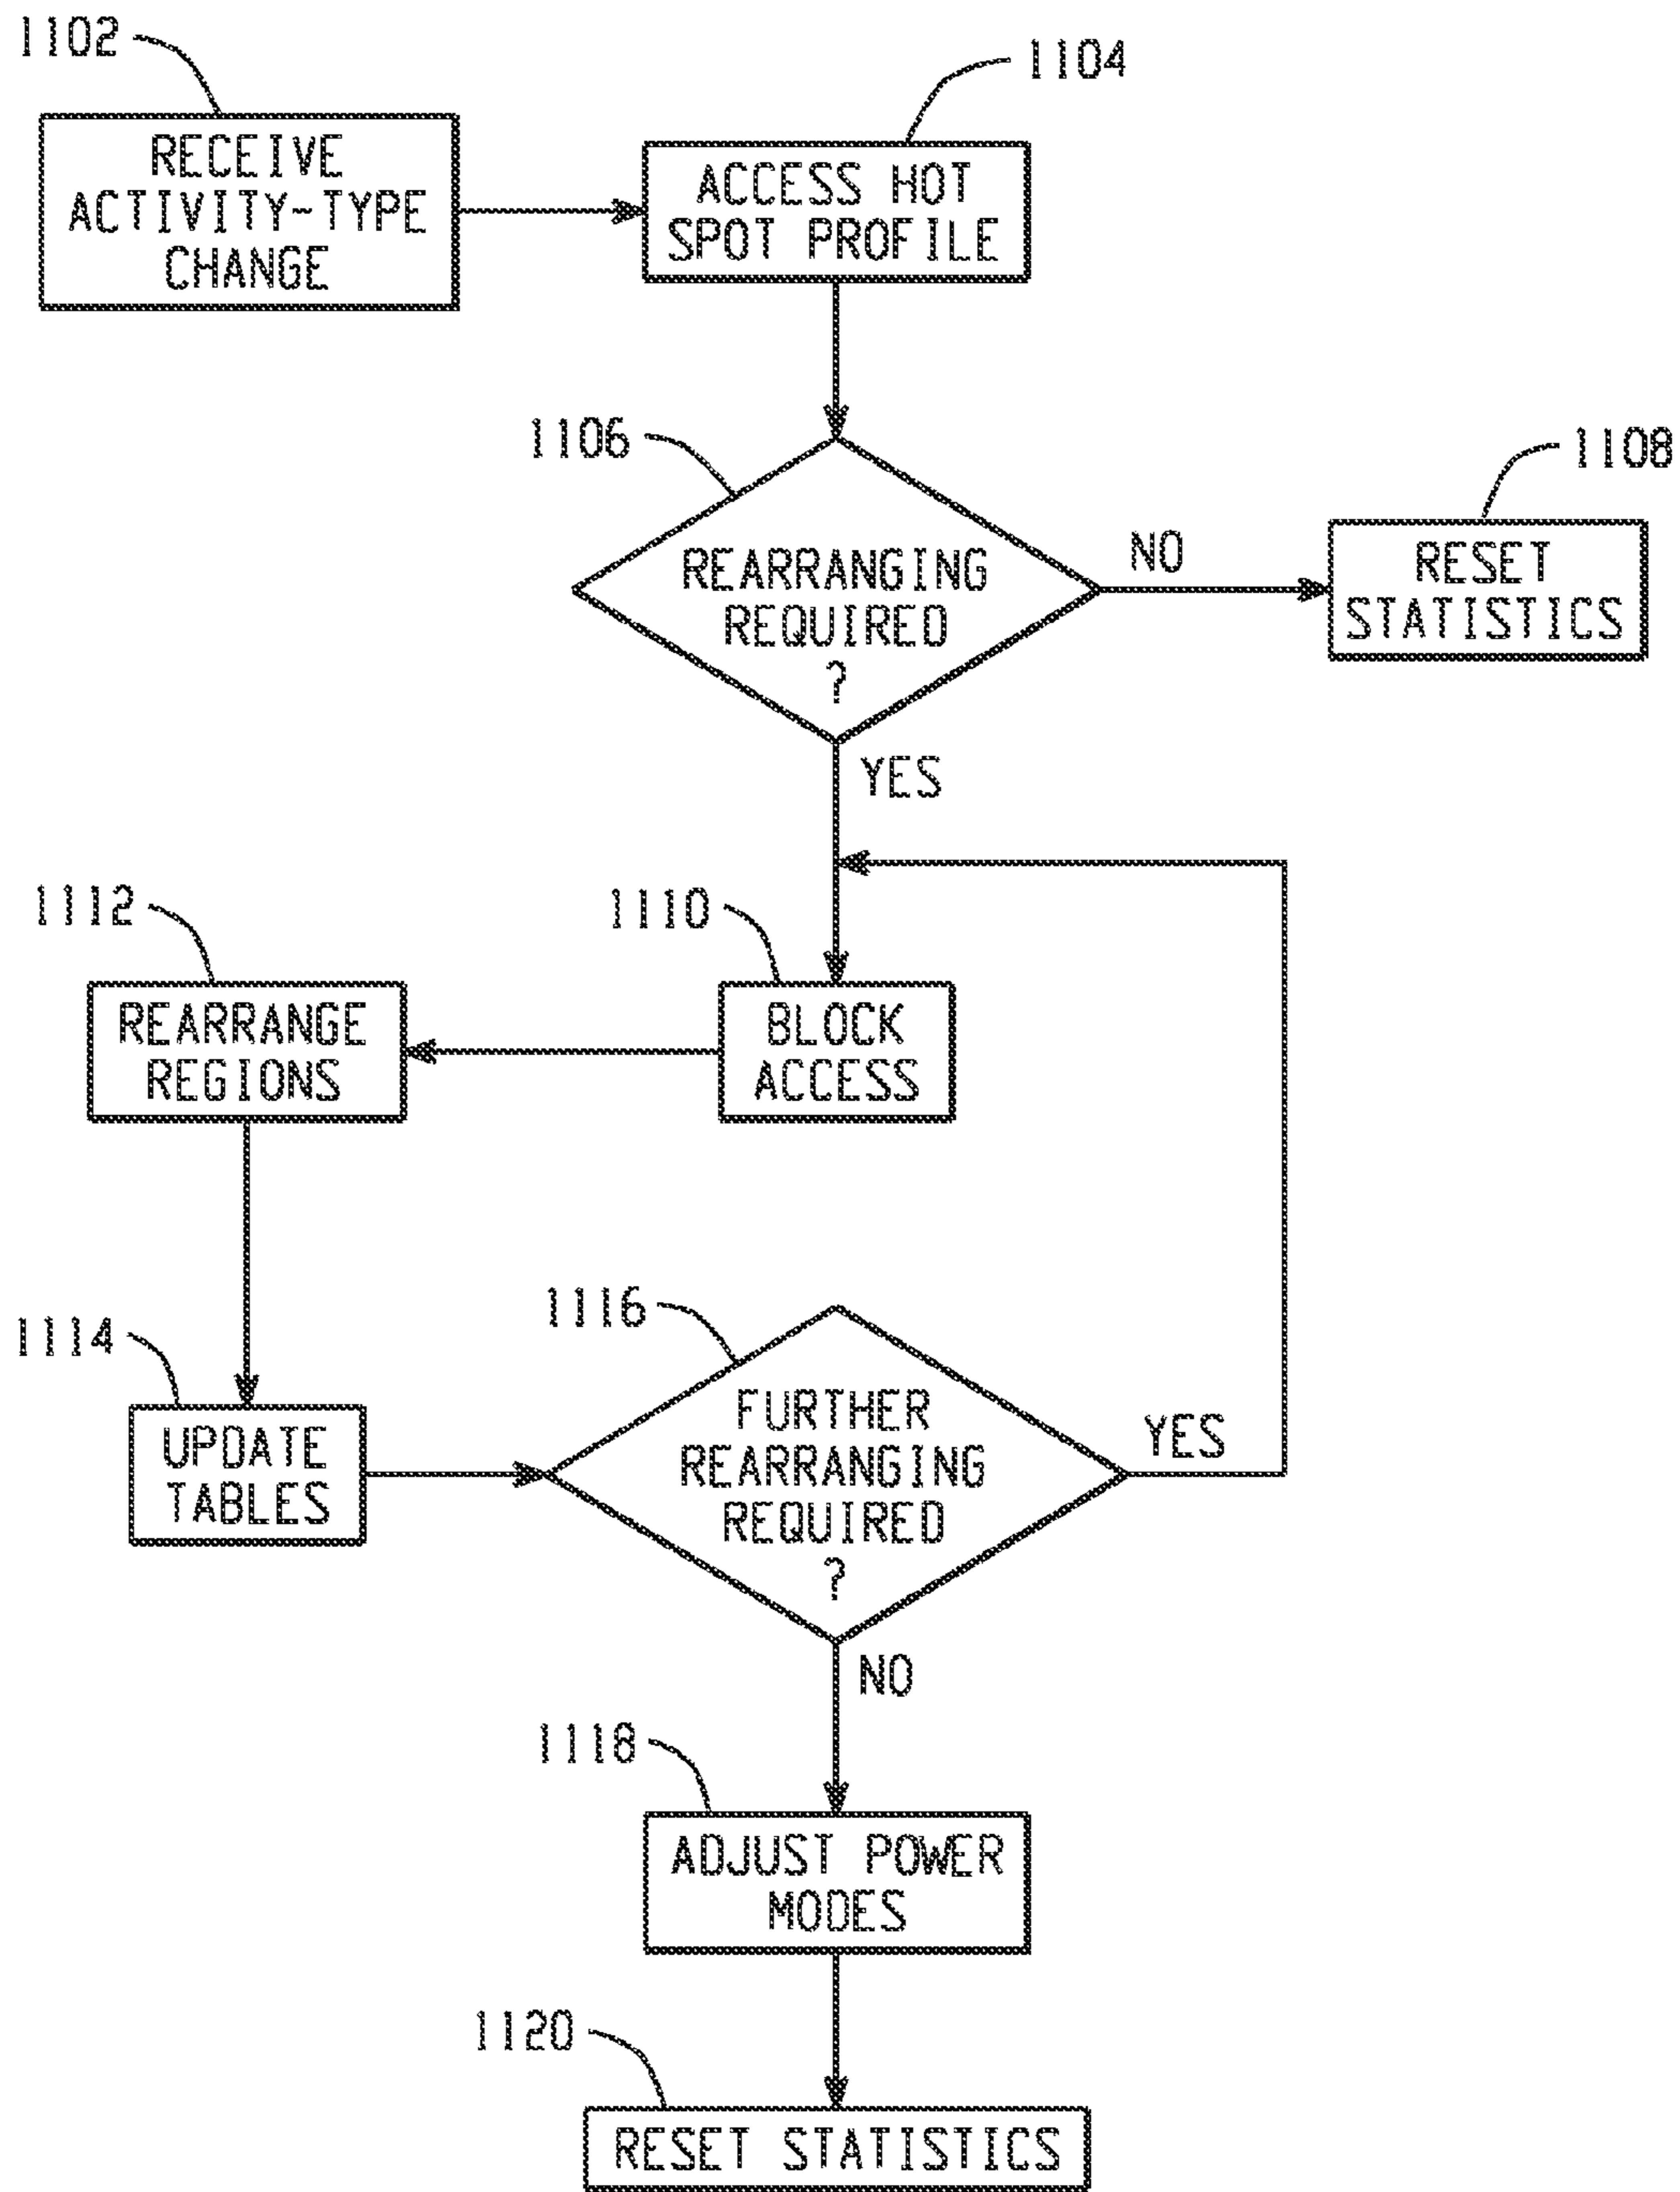 1102
RECEIVE
ACTIVITY-TYPE
CHANGE
1104
ACCESS HOT
SPOT PROFILE
1106
REARRANGING
REQUIRED
?
NO
1108
RESET
STATISTICS
YES
1110
BLOCK
ACCESS
1112
REARRANGE
REGIONS
1114
UPDATE
TABLES
1116
FURTHER
REARRANGING
REQUIRED
?
YES
NO
1118
ADJUST POWER
MODES
1120
RESET STATISTICS